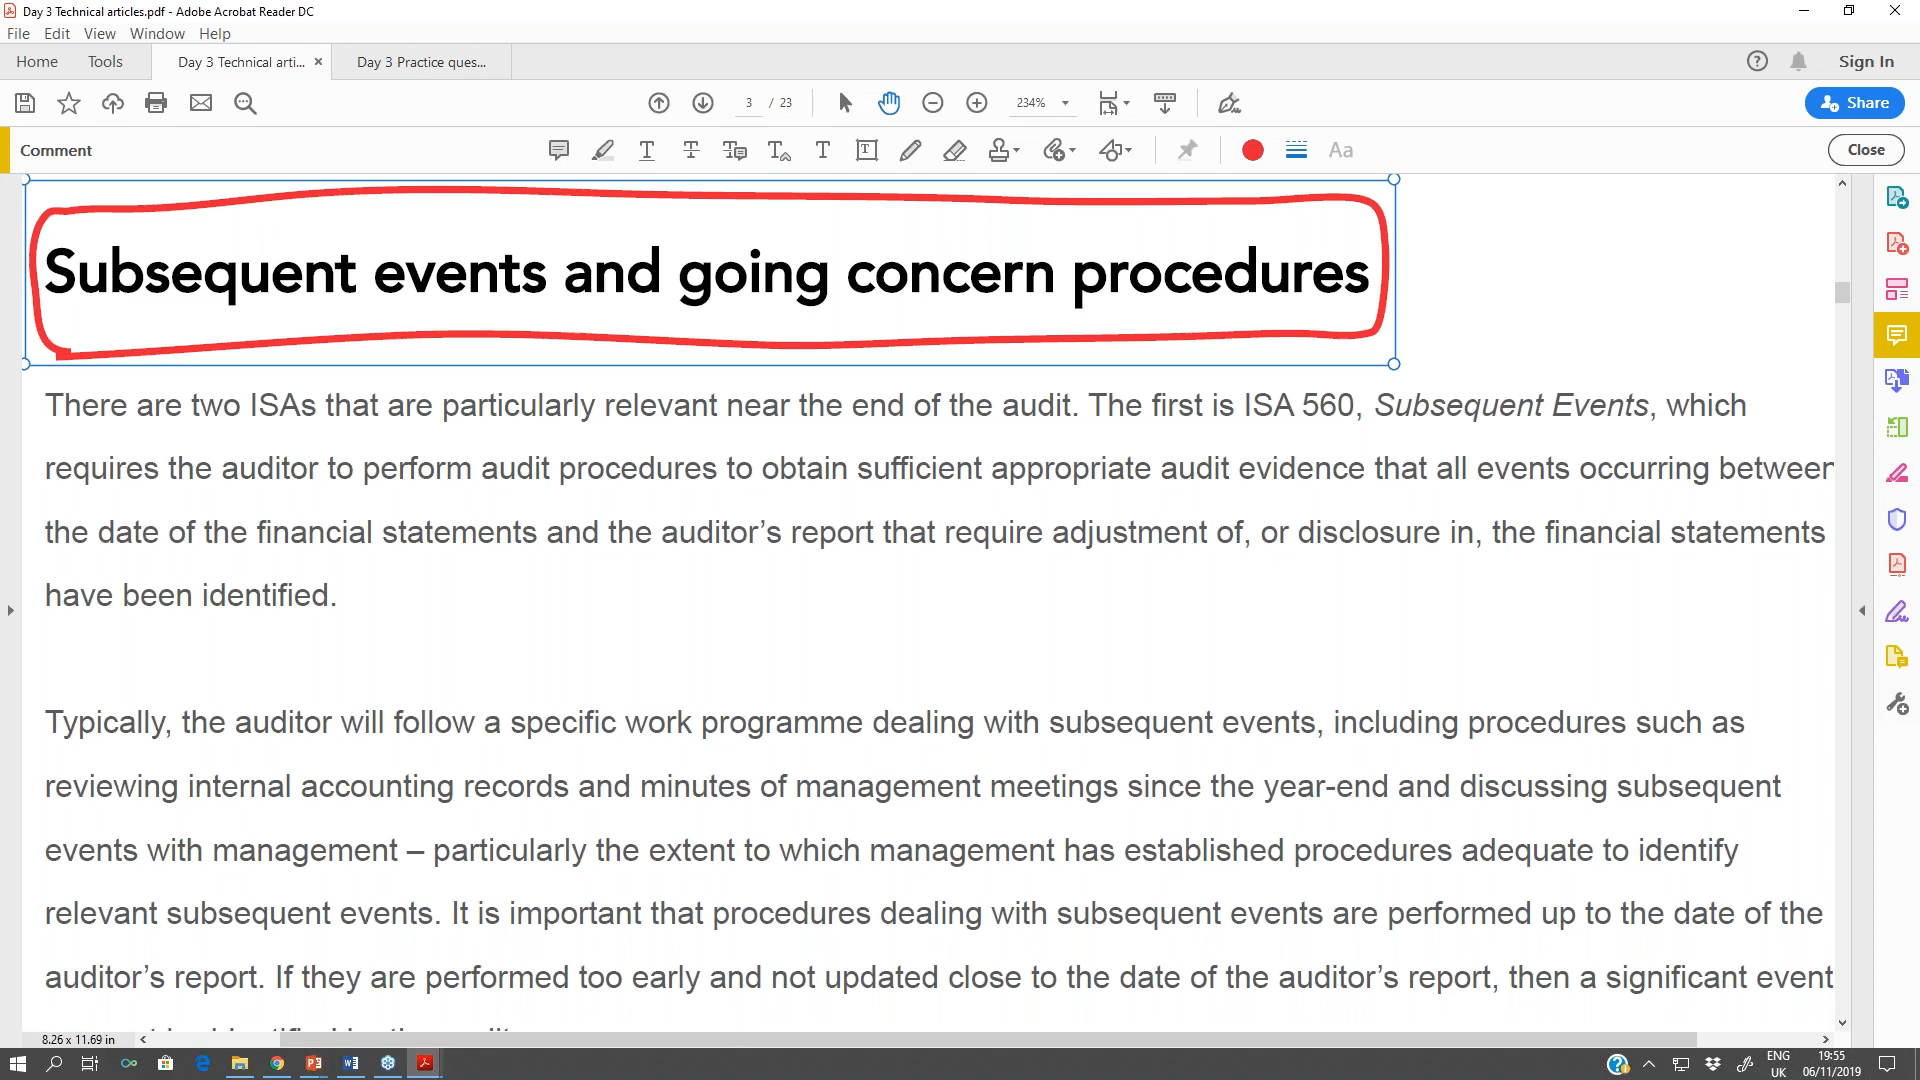 Day 3 Technical articles.pdf - Adobe Acrobat Reader DC
File Edit View Window Help
Home Tools Day 3 Technical arti... × Day 3 Practice ques... Sign In
3 / 23 234% Share
Comment Aa Close
Subsequent events and going concern procedures
There are two ISAs that are particularly relevant near the end of the audit. The first is ISA 560, Subsequent Events, which
requires the auditor to perform audit procedures to obtain sufficient appropriate audit evidence that all events occurring between
the date of the financial statements and the auditor’s report that require adjustment of, or disclosure in, the financial statements
have been identified.
Typically, the auditor will follow a specific work programme dealing with subsequent events, including procedures such as
reviewing internal accounting records and minutes of management meetings since the year-end and discussing subsequent
events with management – particularly the extent to which management has established procedures adequate to identify
relevant subsequent events. It is important that procedures dealing with subsequent events are performed up to the date of the
auditor’s report. If they are performed too early and not updated close to the date of the auditor’s report, then a significant event
8.26 x 11.69 in
ENG 19:55
UK 06/11/2019